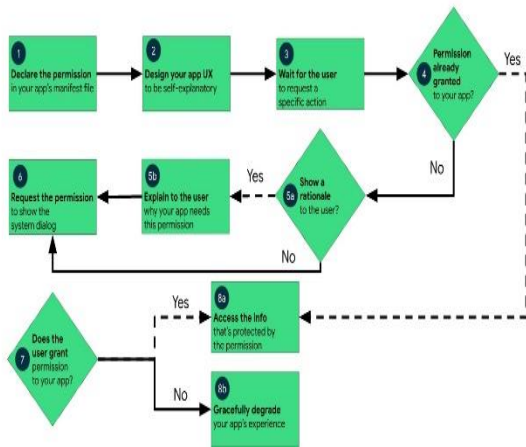 1
Declare the permission
in your app's manifest file
2
Design your app UX
to be self-explanatory
3
Wait for the user
to request a
specific action
4
Permission
already
granted
to your app?
Yes
No
5a
Show a
rationale
to the user?
Yes
No
5b
Explain to the user
why your app needs
this permission
6
Request the permission
to show the
system dialog
7
Does the
user grant
permission
to your app?
Yes
No
8a
Access the info
that's protected by
the permission
8b
Gracefully degrade
your app's experience